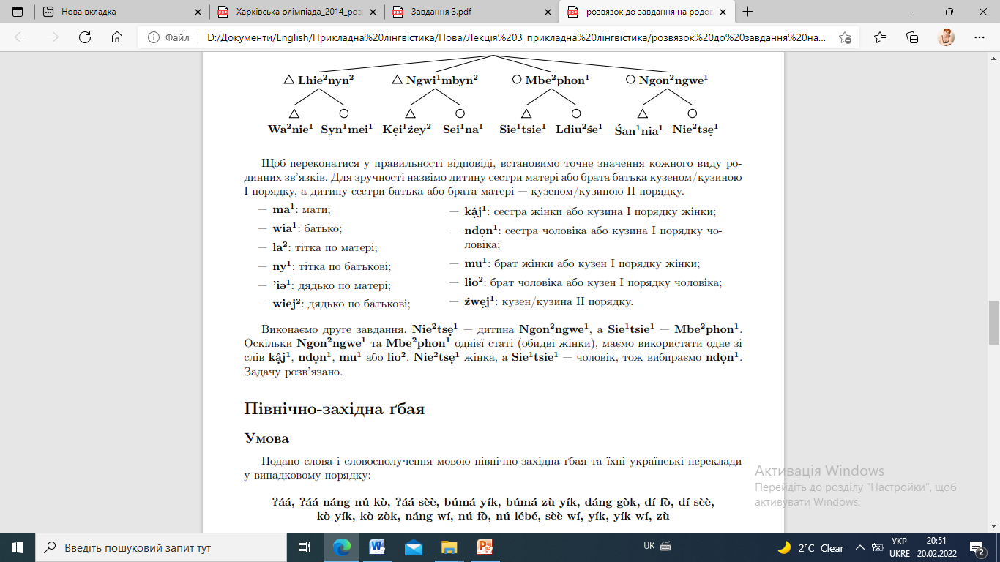 Нова вкладка
Харківська олімпіада_2014_роз
Завдання 3.pdf
розвязок до завдання на родов
Файл
D:/Документи/English/Прикладна%20лінгвістика/Нова/Лекція%203_прикладна%20лінгвістика/розвязок%20до%20завдання%20на...
△ Lhie²nyn² △ Ngwi¹mbyn² ○ Mbe²phon¹ ○ Ngon²ngwe¹
△ ○ △ ○ △ ○ △ ○
Wa²nie¹ Syn¹mei¹ Kẹi¹źey² Sei¹na¹ Sie¹tsie¹ Ldiu²śe¹ Śan¹nia¹ Nie²tsẹ¹
Щоб переконатися у правильності відповіді, встановимо точне значення кожного виду ро-
динних зв’язків. Для зручності назвімо дитину сестри матері або брата батька кузеном/кузиною
I порядку, а дитину сестри батька або брата матері — кузеном/кузиною II порядку.
— ma¹: мати;
— wia¹: батько;
— la²: тітка по матері;
— ny¹: тітка по батькові;
— ’iə¹: дядько по матері;
— wiej²: дядько по батькові;
— kậj¹: сестра жінки або кузина I порядку жінки;
— ndọn¹: сестра чоловіка або кузина I порядку чо-
ловіка;
— mu¹: брат жінки або кузен I порядку жінки;
— lio²: брат чоловіка або кузен I порядку чоловіка;
— źwẹj¹: кузен/кузина II порядку.
Виконаємо друге завдання. Nie²tsẹ¹ — дитина Ngon²ngwe¹, а Sie¹tsie¹ — Mbe²phon¹.
Оскільки Ngon²ngwe¹ та Mbe²phon¹ однієї статі (обидві жінки), маємо використати одне зі
слів kậj¹, ndọn¹, mu¹ або lio². Nie²tsẹ¹ жінка, а Sie¹tsie¹ — чоловік, тож вибираємо ndọn¹.
Задачу розв’язано.
Північно-західна ґбая
Умова
Подано слова і словосполучення мовою північно-західна ґбая та їхні українські переклади
у випадковому порядку:
ʔáá, ʔáá náng nú kò, ʔáá sèè, búmá yík, búmá zù yík, dáng gòk, dí fò, dí sèè,
kò yík, kò zòk, náng wí, nú fò, nú lébé, sèè wí, yík, yík wí, zù
Активація Windows
Перейдіть до розділу "Настройки", щоб
активувати Windows.
Введіть пошуковий запит тут
UK
2°C Clear
УКР
UKRE
20:51
20.02.2022
2